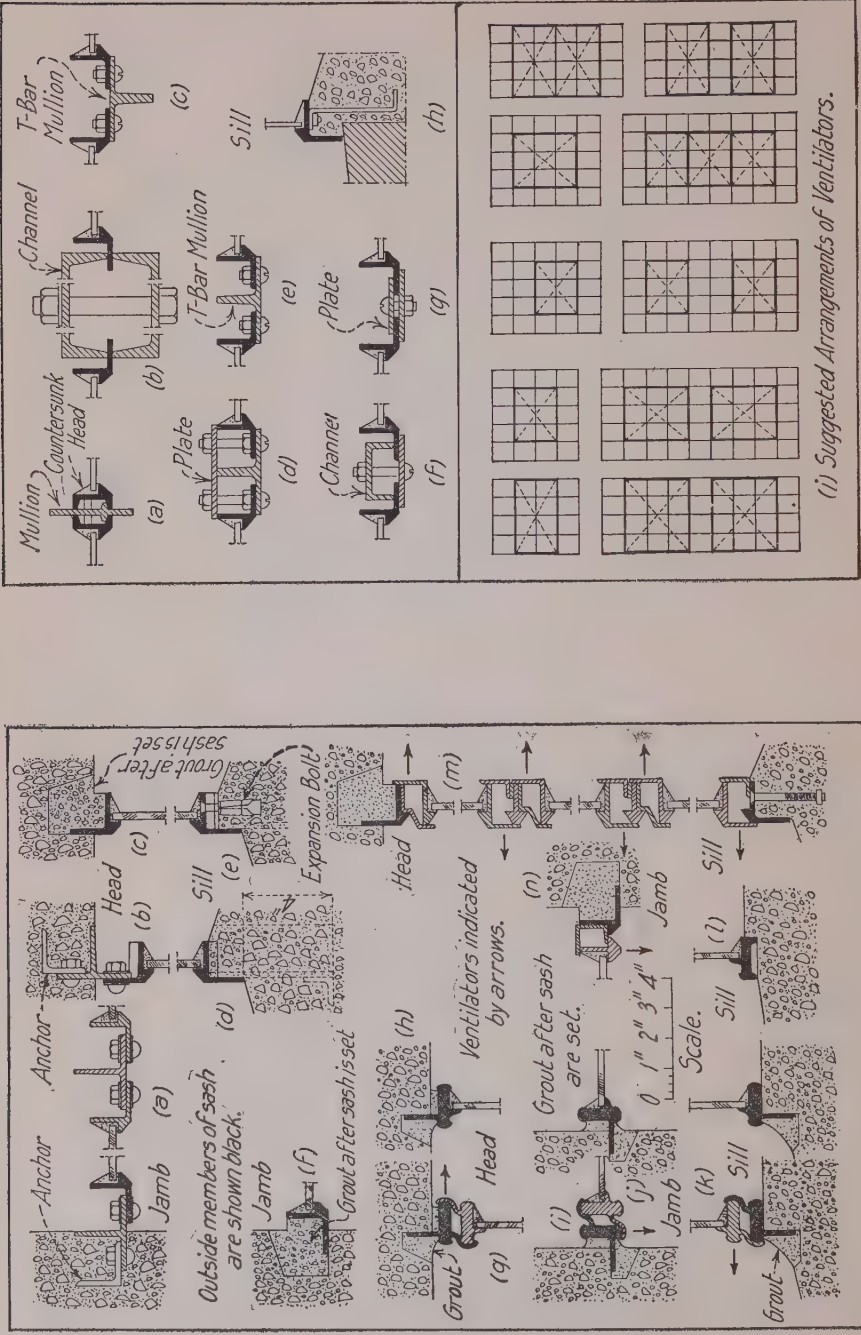 Anchor
Anchor
Jamb
(a)
Head
(b)
(c)
Grout after
sash is set
Outside members of sash
are shown black.
(d)
Sill
(e)
4"
Expansion Bolt
Jamb
(f)
Grout after sash is set
Grout
(g)
Head
(h)
Ventilators indicated
by arrows.
Head
(m)
(i)
(j)
Jamb
Grout after sash
are set.
(n)
Jamb
0 1" 2" 3" 4"
Scale.
Grout
(k)
Sill
Sill
(l)
Sill
Mullion
Countersunk
Head
(a)
Channel
(b)
T-Bar
Mullion
(c)
Plate
(d)
T-Bar Mullion
(e)
Sill
Channel
(f)
Plate
(g)
(h)
(i) Suggested Arrangements of Ventilators.